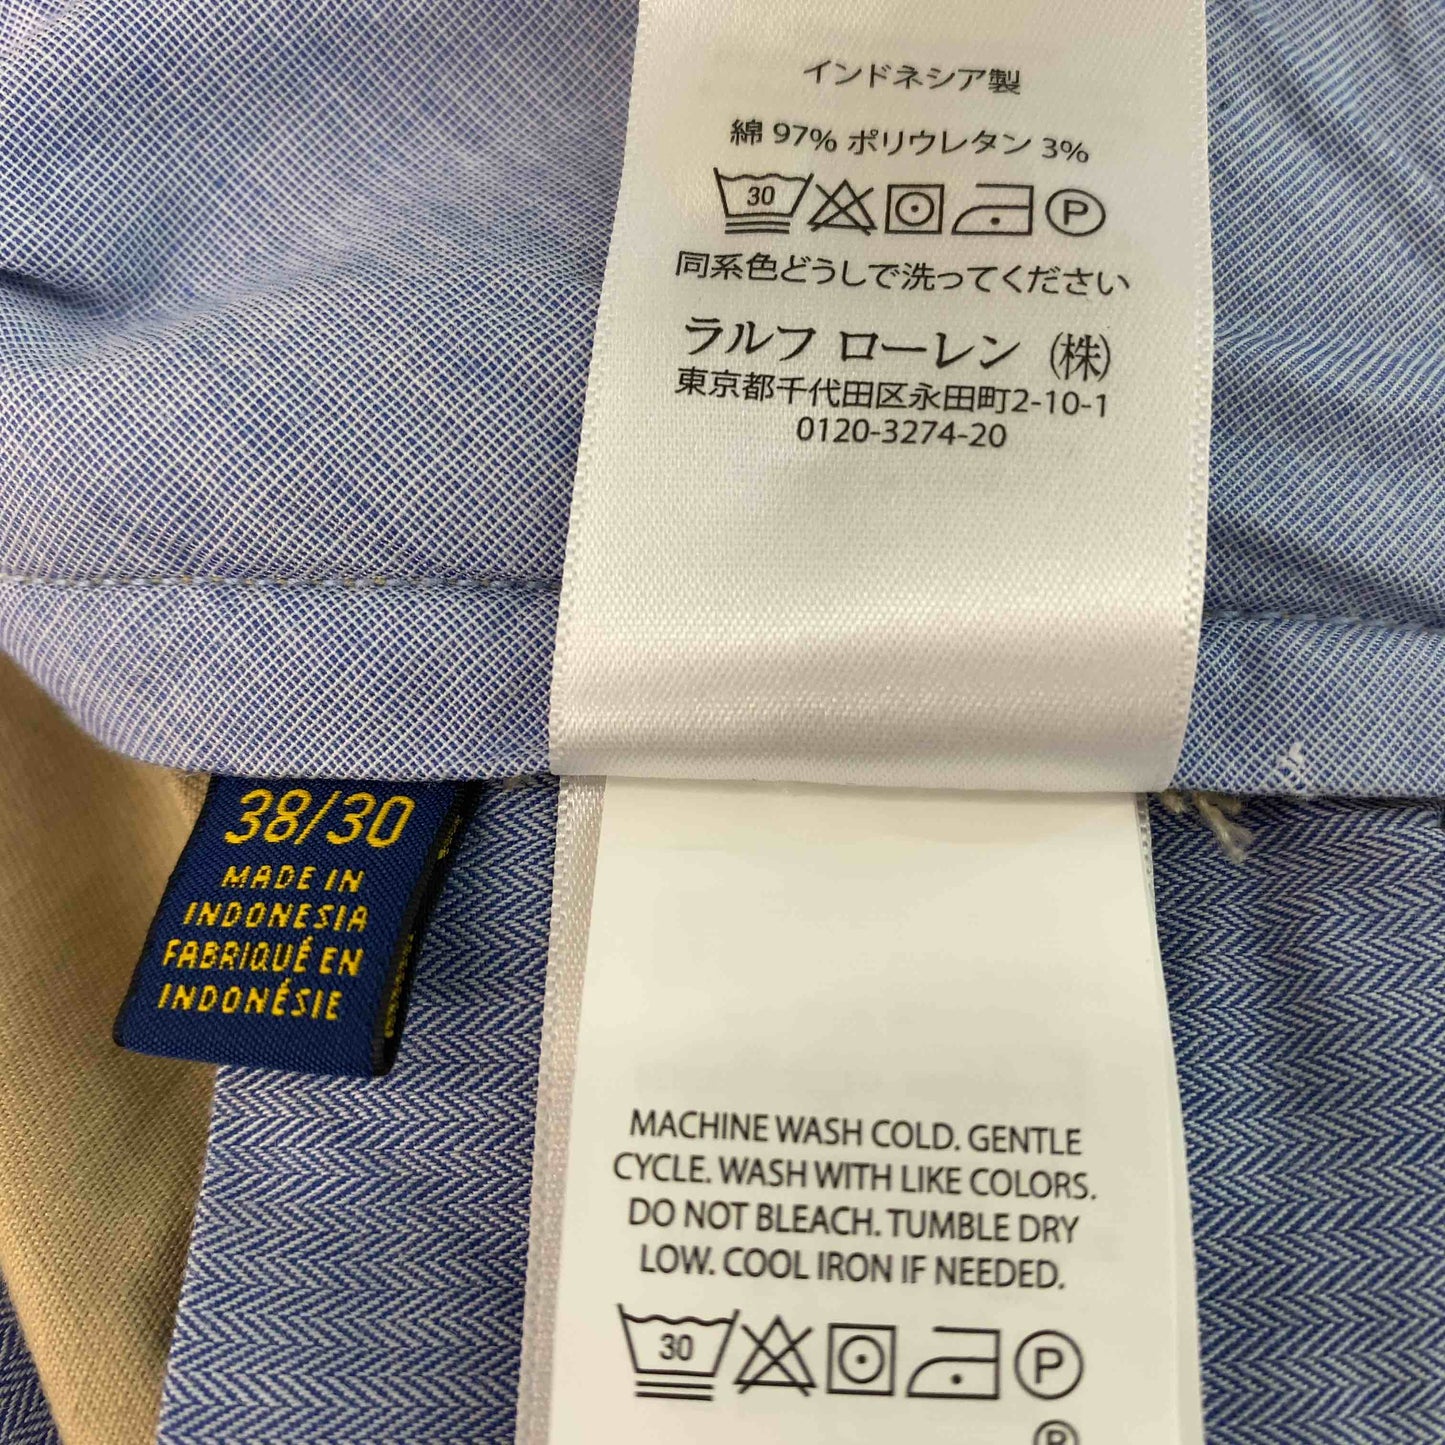 インドネシア製
綿 97% ポリウレタン 3%
30 P
同系色どうしで洗ってください
ラルフ ローレン (株)
東京都千代田区永田町2-10-1
0120-3274-20
38/30
MADE IN
INDONESIA
FABRIQUÉ EN
INDONÉSIE
MACHINE WASH COLD. GENTLE
CYCLE. WASH WITH LIKE COLORS.
DO NOT BLEACH. TUMBLE DRY
LOW. COOL IRON IF NEEDED.
30 P
R